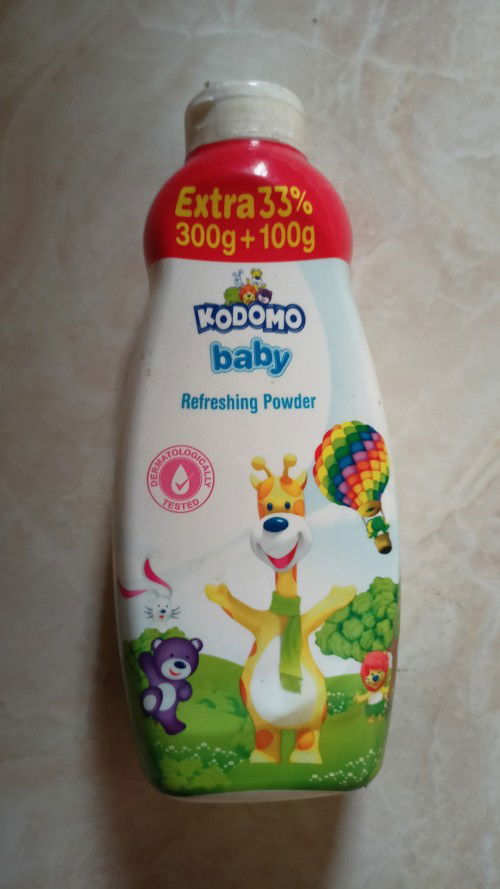 Extra 33%
300g + 100g
KODOMO
baby
Refreshing Powder
DERMATOLOGICALLY
TESTED